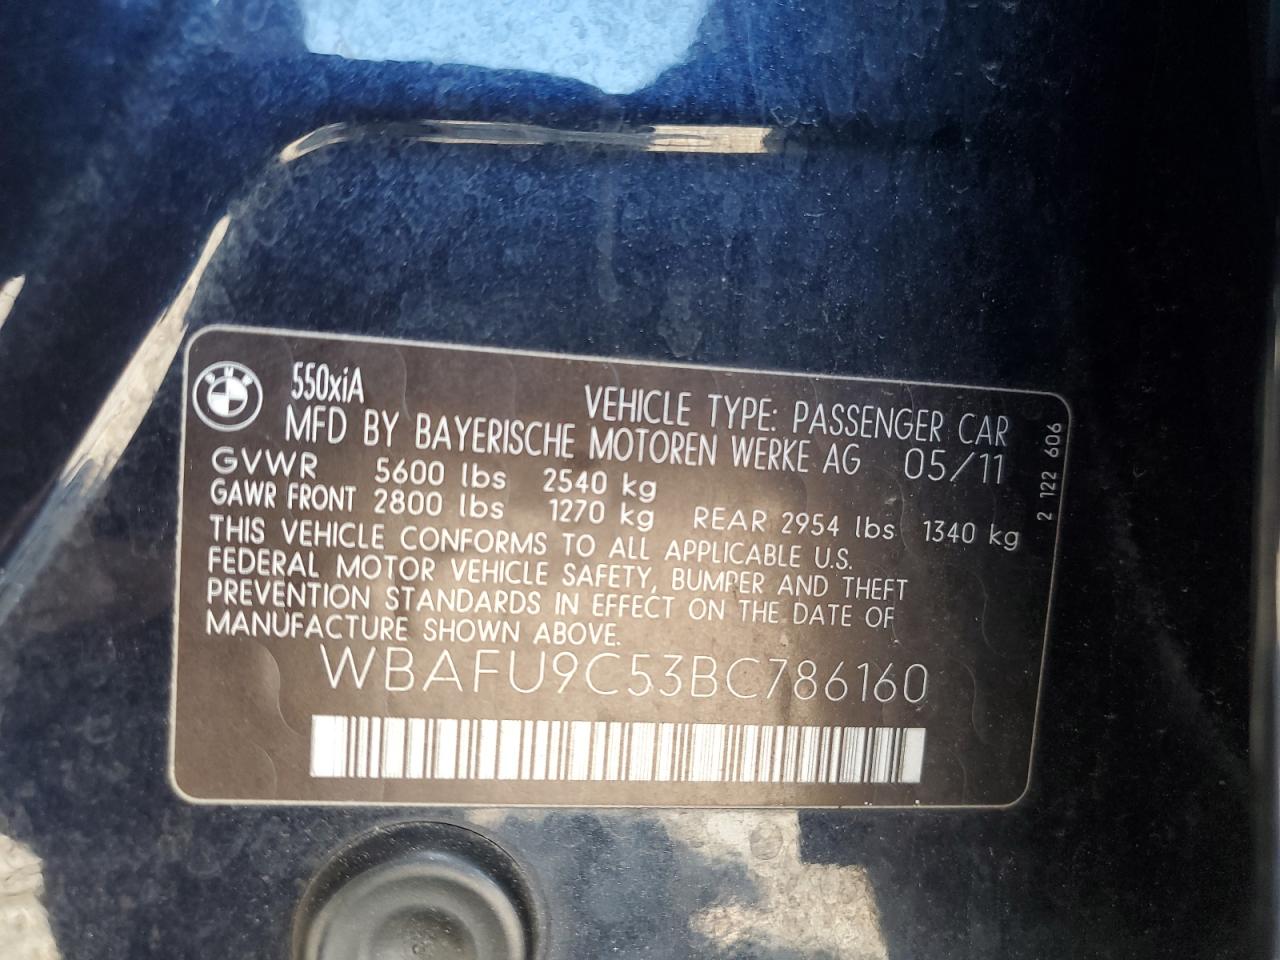 BMW
550xiA
VEHICLE TYPE: PASSENGER CAR
MFD BY BAYERISCHE MOTOREN WERKE AG 05/11
GVWR 5600 lbs 2540 kg
GAWR FRONT 2800 lbs 1270 kg REAR 2954 lbs 1340 kg
THIS VEHICLE CONFORMS TO ALL APPLICABLE U.S.
FEDERAL MOTOR VEHICLE SAFETY, BUMPER AND THEFT
PREVENTION STANDARDS IN EFFECT ON THE DATE OF
MANUFACTURE SHOWN ABOVE.
WBAFU9C53BC786160
2 122 606